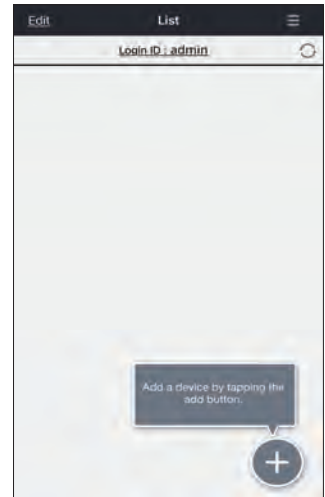 Edit
List
Login ID : admin
Add a device by tapping the
add button.